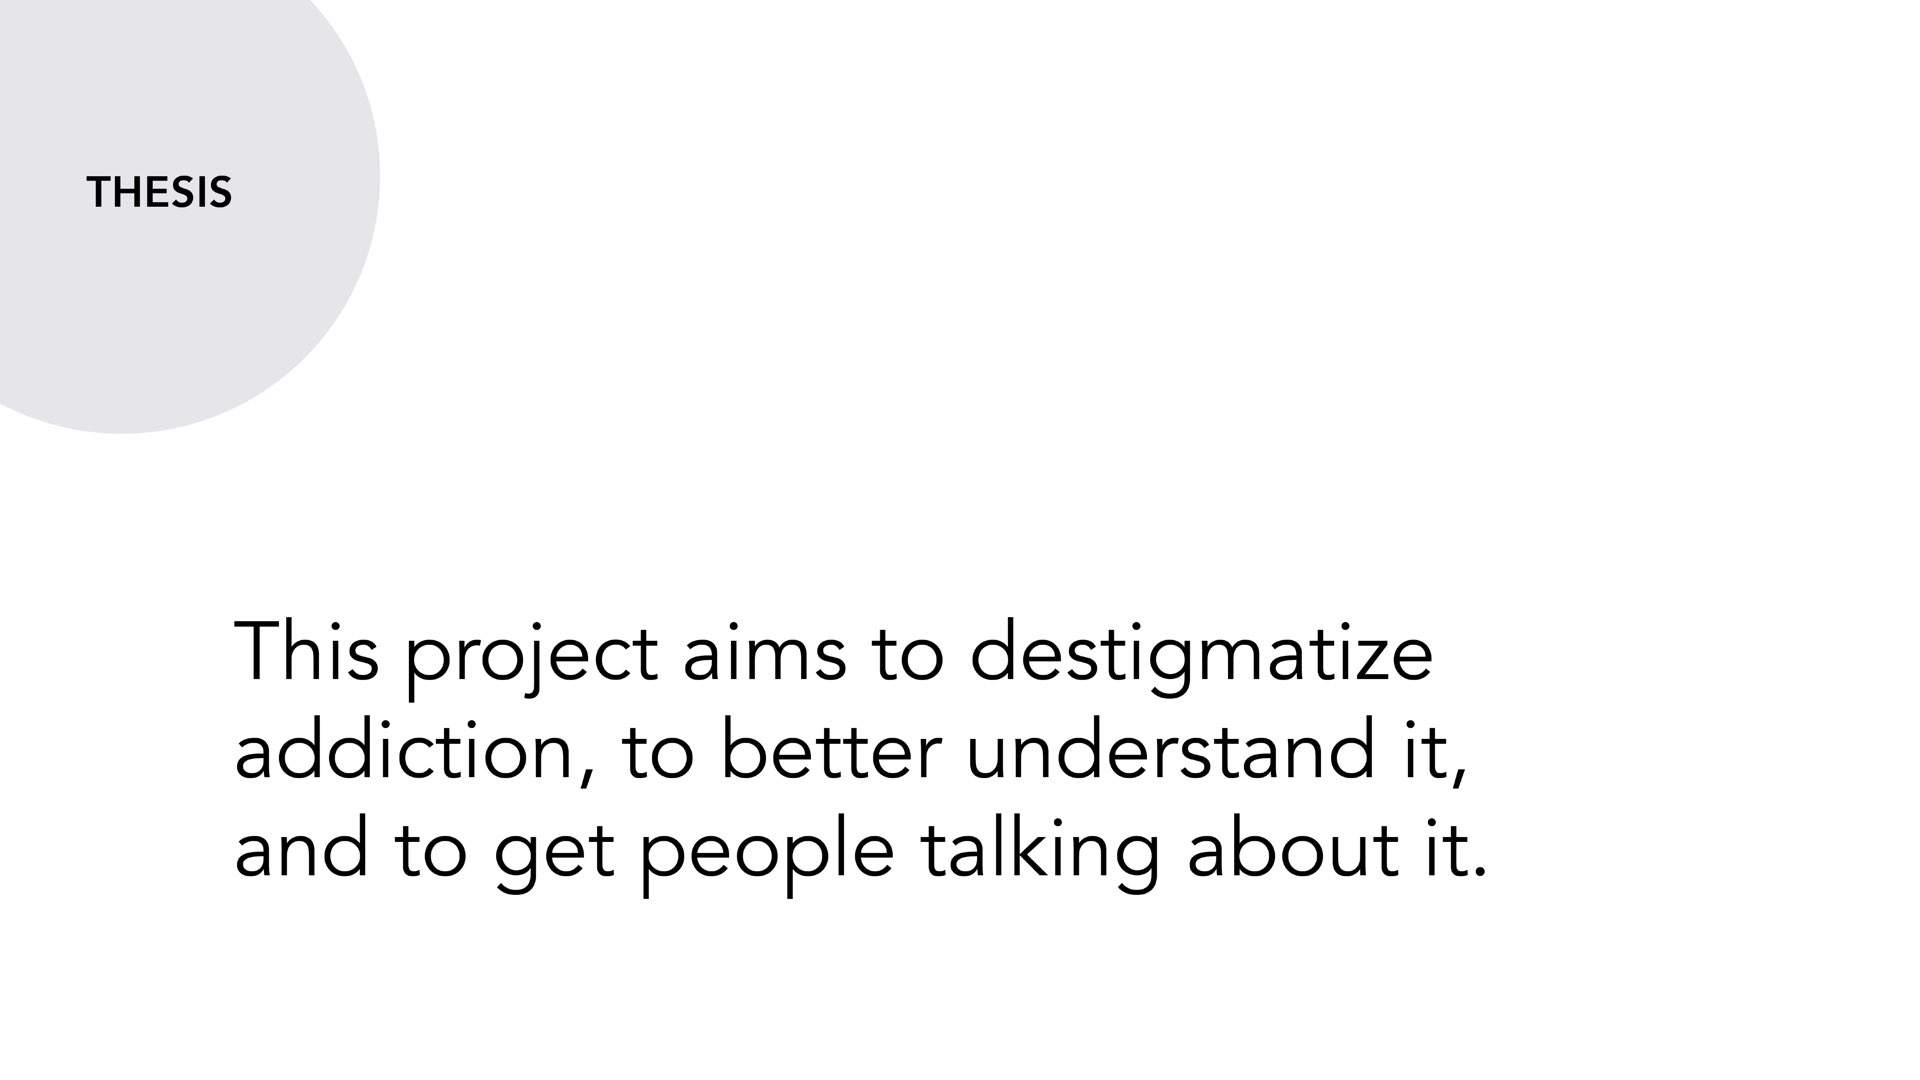 THESIS
This project aims to destigmatize
addiction, to better understand it,
and to get people talking about it.